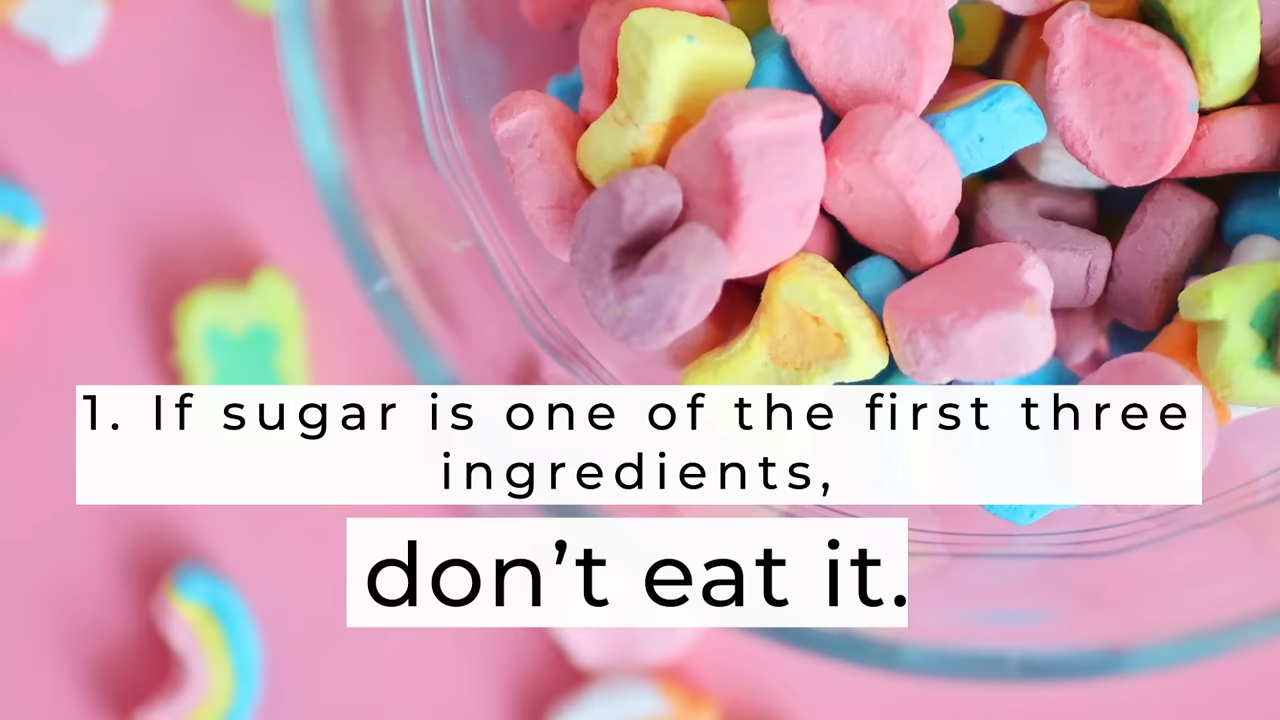 1. If sugar is one of the first three
ingredients,
don’t eat it.